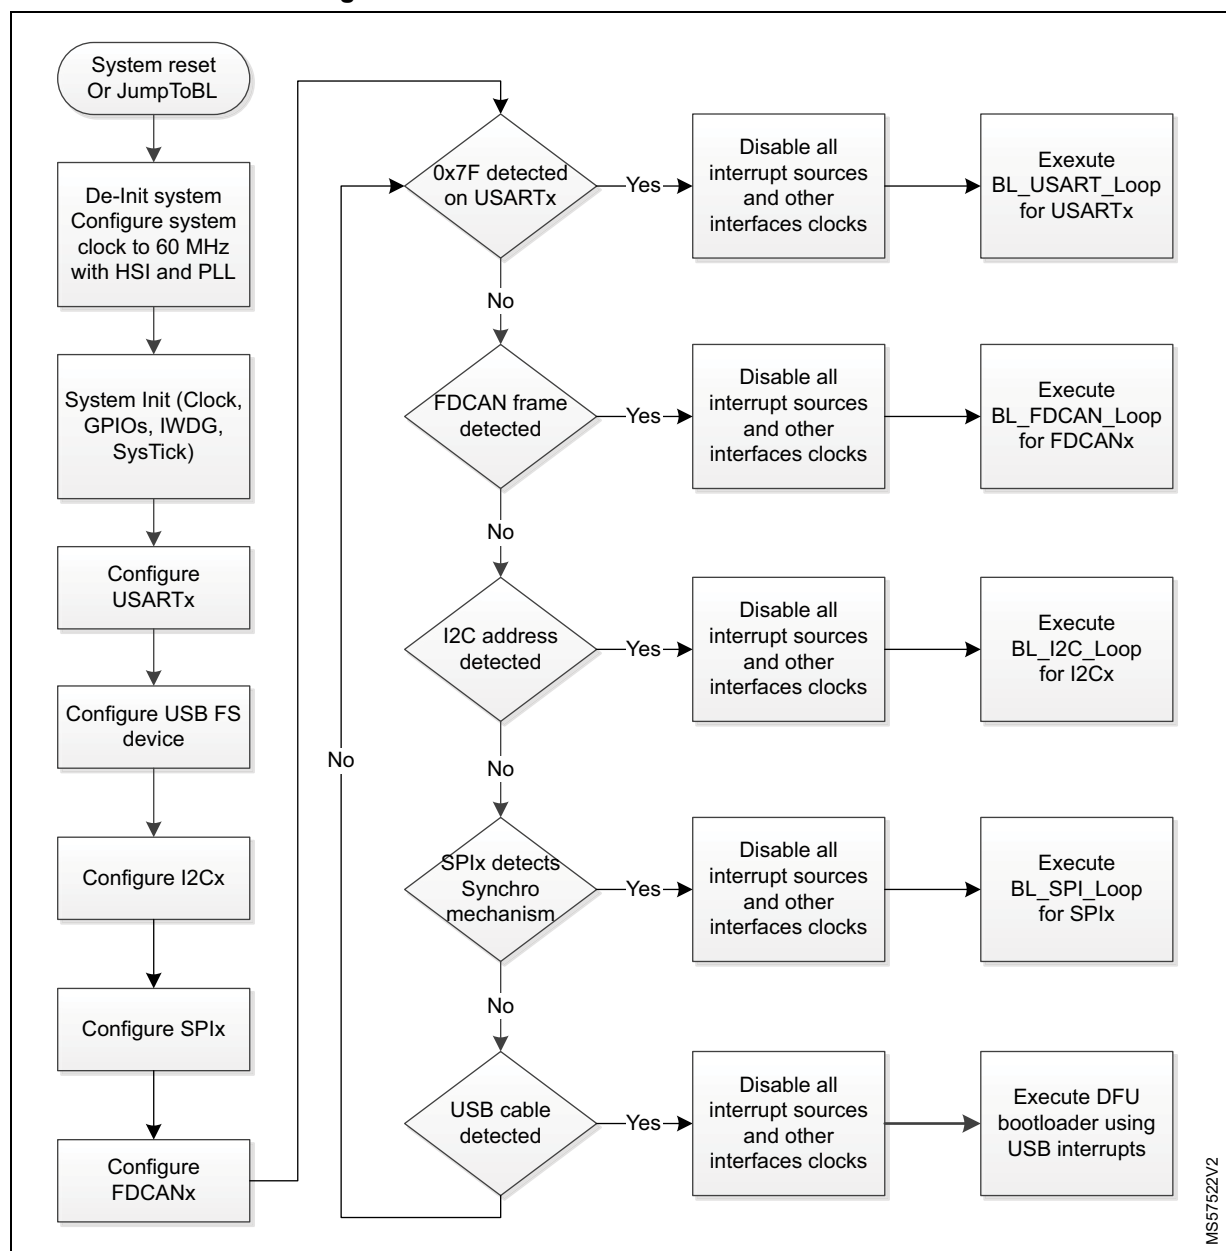 System reset
Or JumpToBL
De-Init system
Configure system
clock to 60 MHz
with HSI and PLL
System Init (Clock,
GPIOs, IWDG,
SysTick)
Configure
USARTx
Configure USB FS
device
Configure I2Cx
Configure SPIx
Configure
FDCANx
No
0x7F detected
on USARTx
Yes
Disable all
interrupt sources
and other
interfaces clocks
Exexute
BL_USART_Loop
for USARTx
No
FDCAN frame
detected
Yes
Disable all
interrupt sources
and other
interfaces clocks
Execute
BL_FDCAN_Loop
for FDCANx
No
I2C address
detected
Yes
Disable all
interrupt sources
and other
interfaces clocks
Execute
BL_I2C_Loop
for I2Cx
No
SPIx detects
Synchro
mechanism
Yes
Disable all
interrupt sources
and other
interfaces clocks
Execute
BL_SPI_Loop
for SPIx
No
USB cable
detected
Yes
Disable all
interrupt sources
and other
interfaces clocks
Execute DFU
bootloader using
USB interrupts
MS57522V2